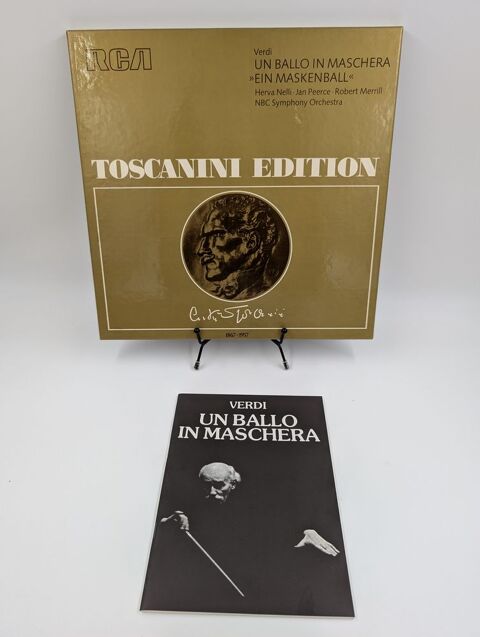 RCA
Verdi
UN BALLO IN MASCHERA
»EIN MASKENBALL«
Herva Nelli · Jan Peerce · Robert Merrill
NBC Symphony Orchestra
TOSCANINI EDITION
1867-1957
VERDI
UN BALLO
IN MASCHERA